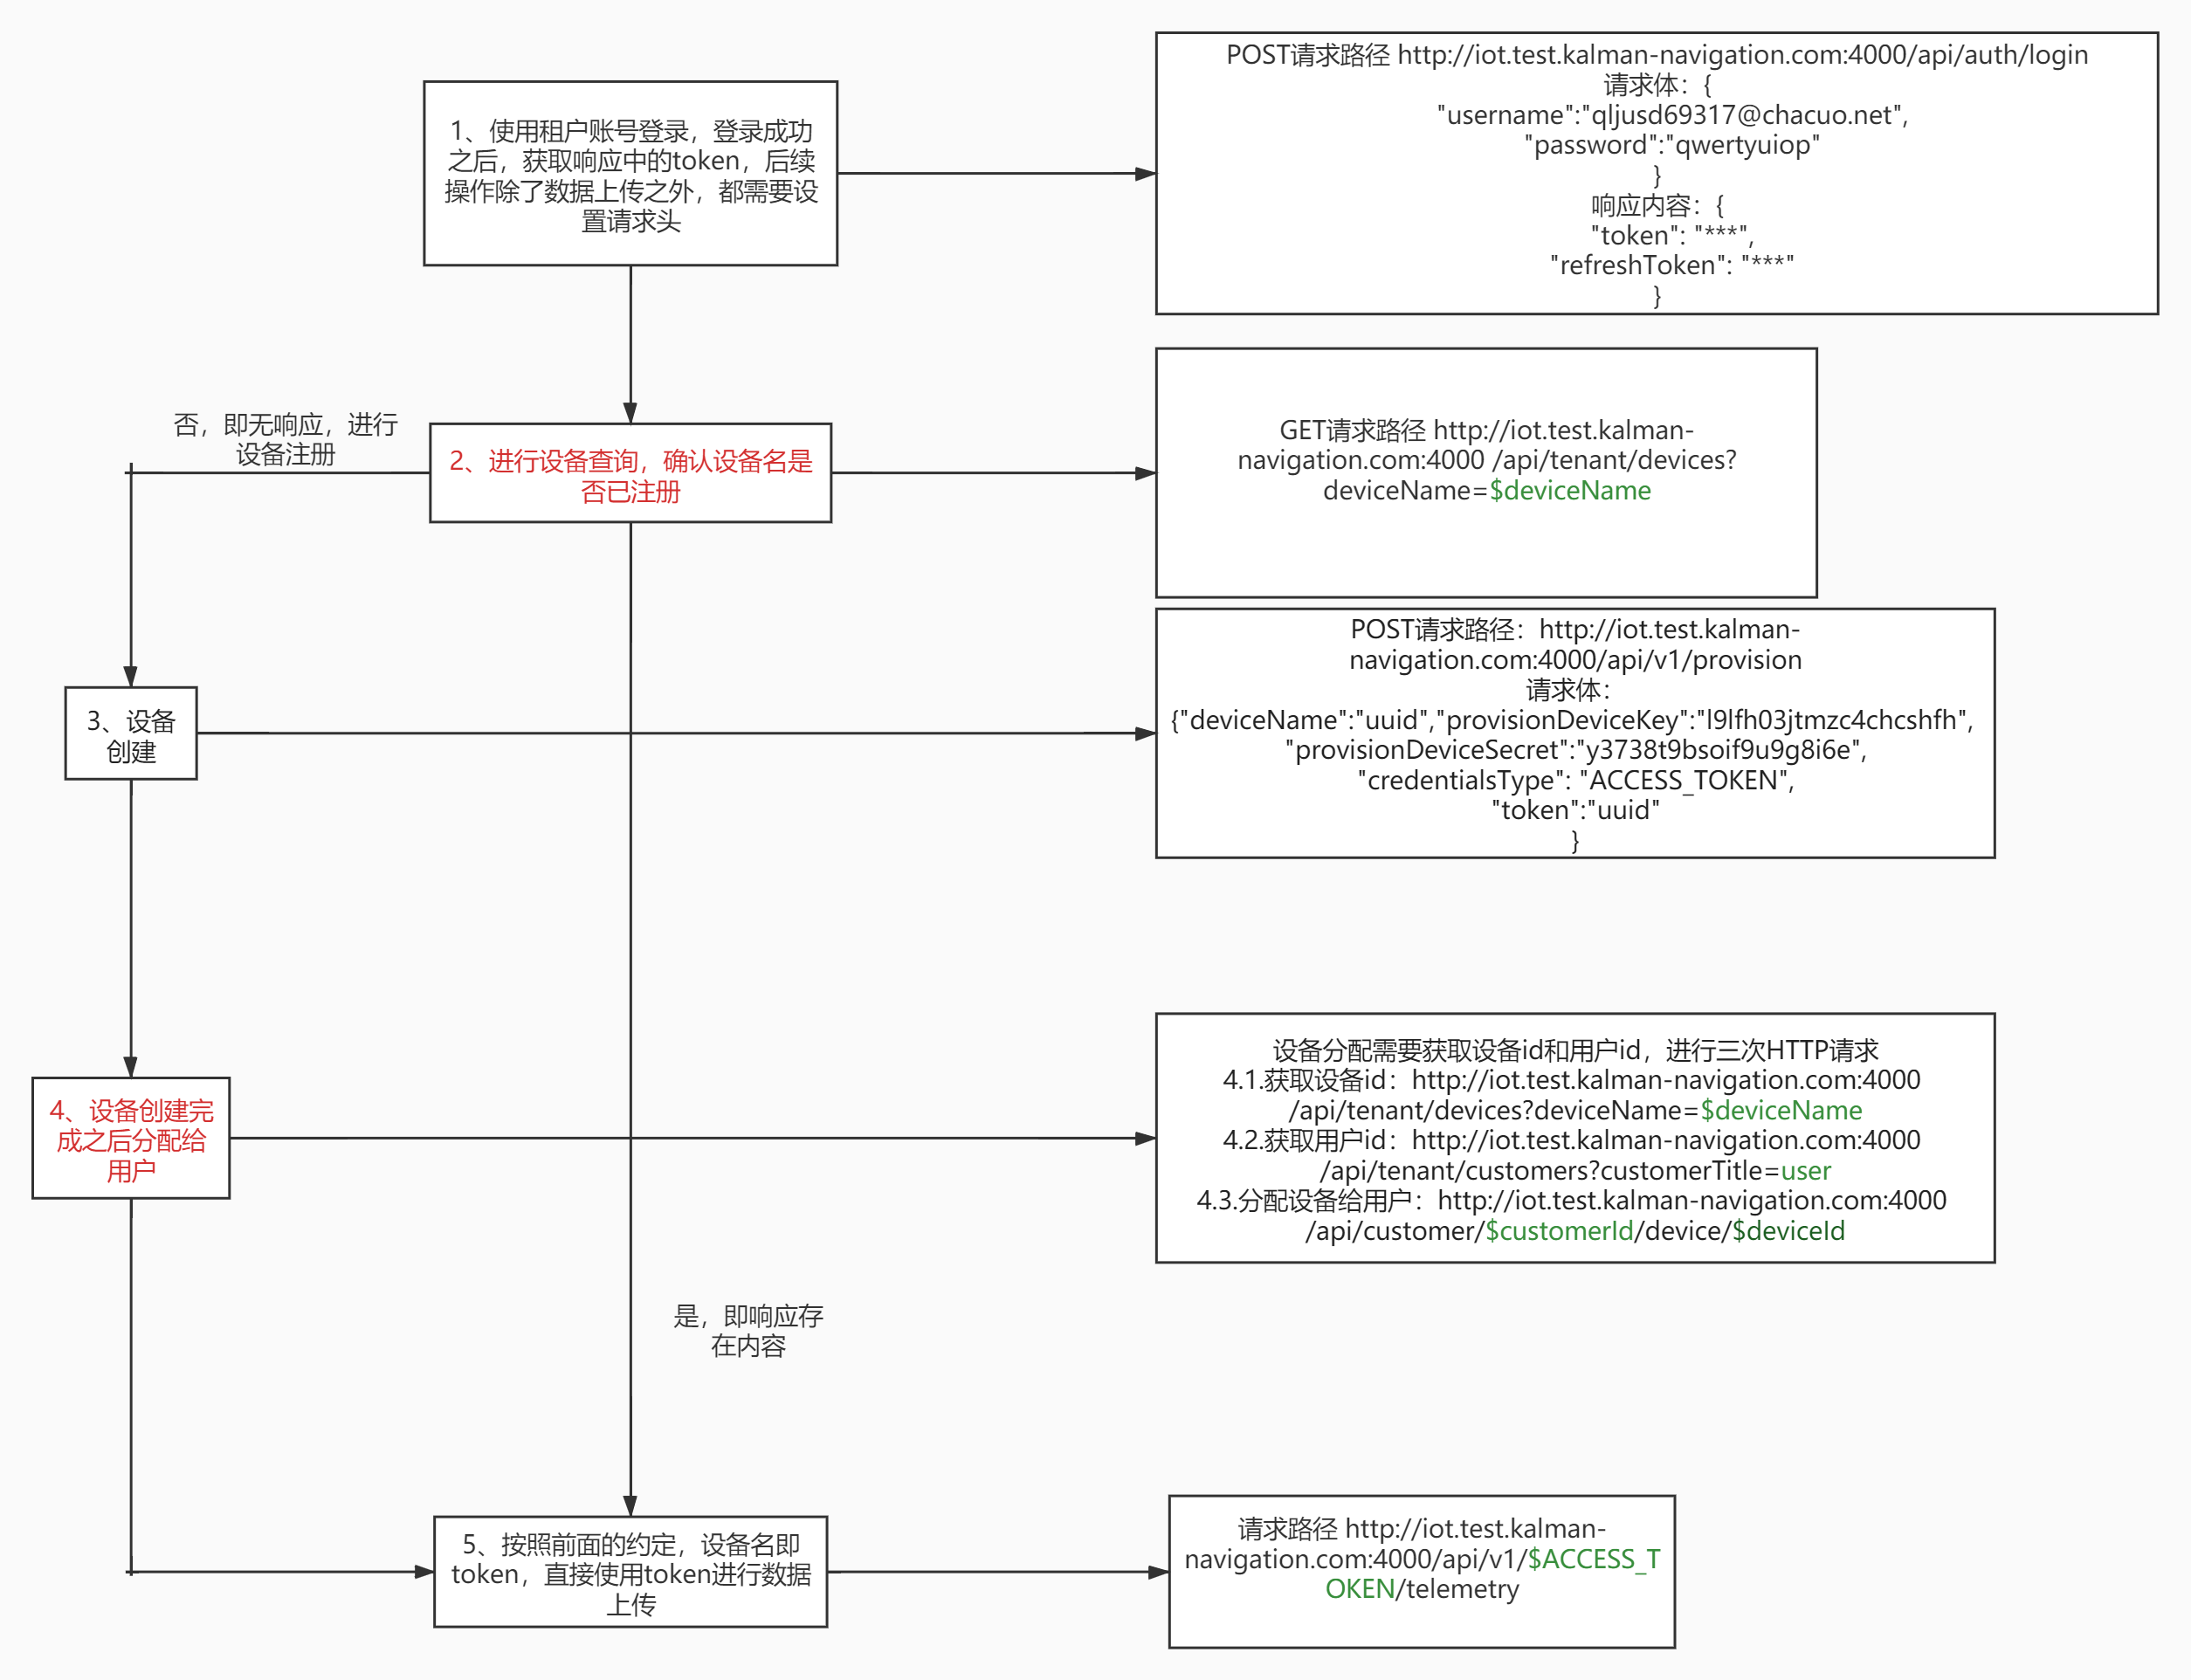 POST请求路径 http://iot.test.kalman-navigation.com:4000/api/auth/login
请求体：{
"username":"qljusd69317@chacuo.net",
"password":"qwertyuiop"
}
响应内容：{
"token": "***",
"refreshToken": "***"
}
1、使用租户账号登录，登录成功
之后，获取响应中的token，后续
操作除了数据上传之外，都需要设
置请求头
否，即无响应，进行
设备注册
2、进行设备查询，确认设备名是
否已注册
GET请求路径 http://iot.test.kalman-
navigation.com:4000 /api/tenant/devices?
deviceName=$deviceName
3、设备
创建
POST请求路径：http://iot.test.kalman-
navigation.com:4000/api/v1/provision
请求体：
{"deviceName":"uuid","provisionDeviceKey":"l9lfh03jtmzc4chcshfh",
"provisionDeviceSecret":"y3738t9bsoif9u9g8i6e",
"credentialsType": "ACCESS_TOKEN",
"token":"uuid"
}
4、设备创建完
成之后分配给
用户
设备分配需要获取设备id和用户id，进行三次HTTP请求
4.1.获取设备id：http://iot.test.kalman-navigation.com:4000
/api/tenant/devices?deviceName=$deviceName
4.2.获取用户id：http://iot.test.kalman-navigation.com:4000
/api/tenant/customers?customerTitle=user
4.3.分配设备给用户：http://iot.test.kalman-navigation.com:4000
/api/customer/$customerId/device/$deviceId
是，即响应存
在内容
5、按照前面的约定，设备名即
token，直接使用token进行数据
上传
请求路径 http://iot.test.kalman-
navigation.com:4000/api/v1/$ACCESS_T
OKEN/telemetry